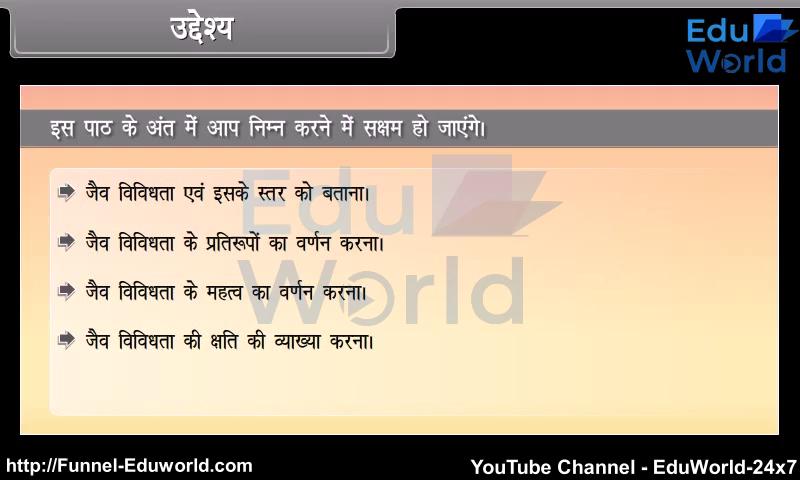 उद्देश्य
Edu
World
इस पाठ के अंत में आप निम्न करने में सक्षम हो जाएंगे।
जैव विविधता एवं इसके स्तर को बताना।
जैव विविधता के प्रतिरूपों का वर्णन करना।
जैव विविधता के महत्व का वर्णन करना।
जैव विविधता की क्षति की व्याख्या करना।
Edu
World
http://Funnel-Eduworld.com
YouTube Channel - EduWorld-24x7